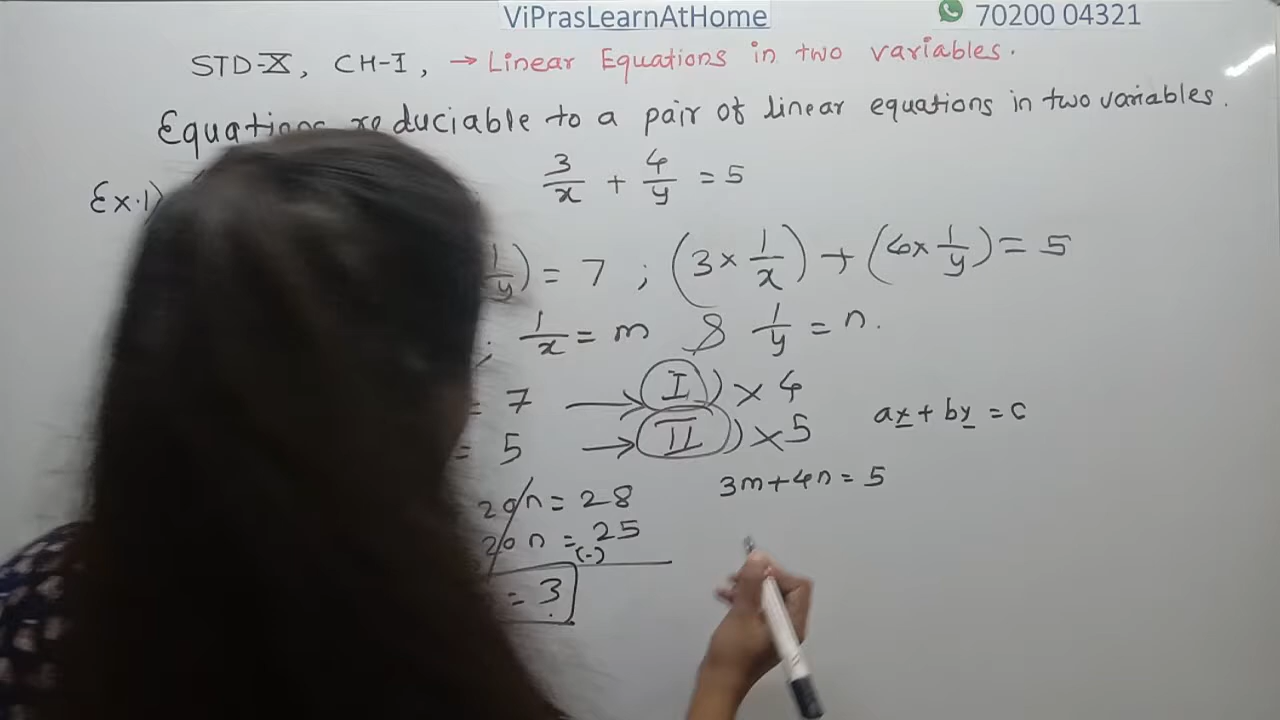 ViPrasLearnAtHome 70200 04321
STD-X, CH-I, → Linear Equations in two variables.
Equations reduciable to a pair of linear equations in two variables.
Ex.1) 3/x + 4/y = 5
1/y) = 7 ; (3 × 1/x) + (4 × 1/y) = 5
; 1/x = m & 1/y = n.
= 7 → (I) × 4
= 5 → (II) × 5 ax + by = c
20n = 28 3m + 4n = 5
20n = 25
(-)
= 3